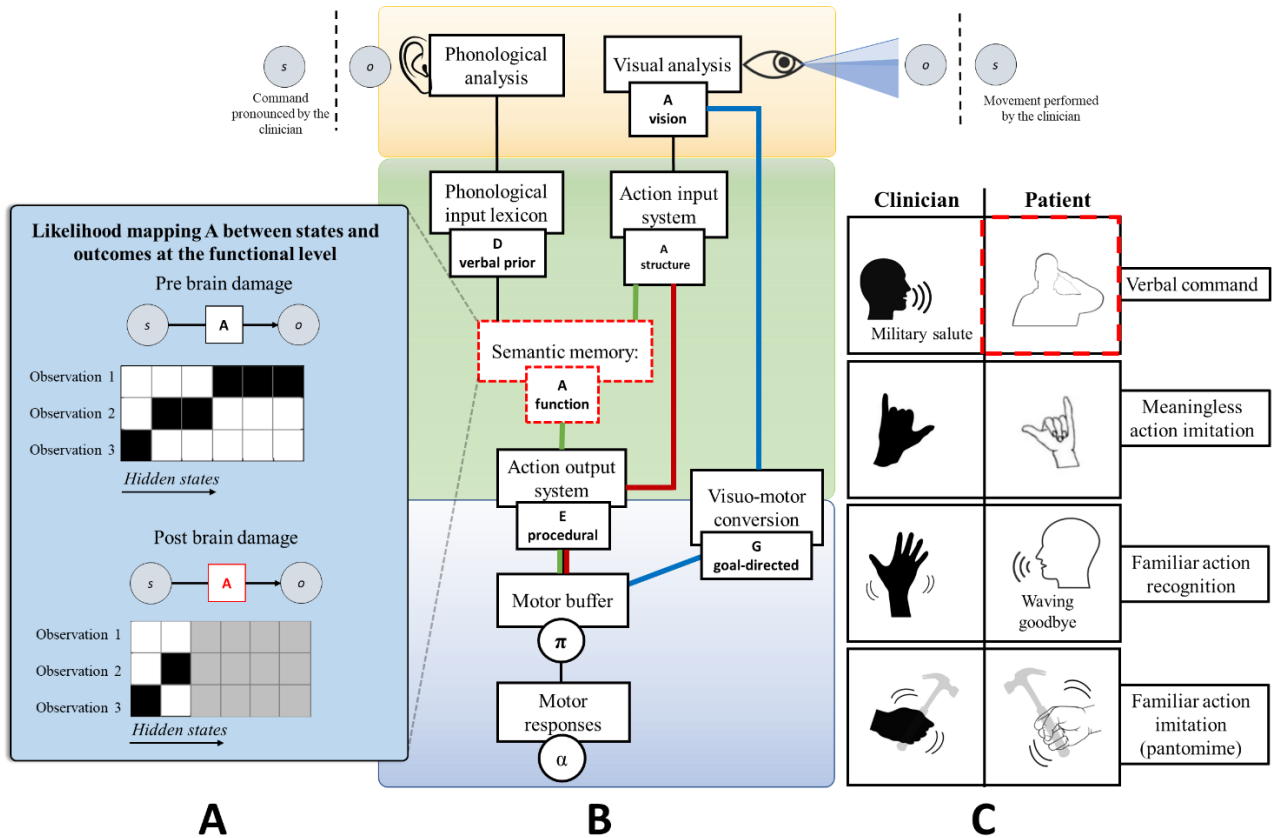 s
o
Command
pronounced by the
clinician
Phonological
analysis
Visual analysis
A
vision
o
s
Movement performed
by the clinician
Phonological
input lexicon
D
verbal prior
Action input
system
A
structure
Semantic memory:
A
function
Action output
system
E
procedural
Visuo-motor
conversion
G
goal-directed
Motor buffer
π
Motor
responses
α
Likelihood mapping A between states and
outcomes at the functional level
Pre brain damage
s
A
o
Observation 1
Observation 2
Observation 3
Hidden states
Post brain damage
s
A
o
Observation 1
Observation 2
Observation 3
Hidden states
Clinician
Patient
Military salute
Verbal command
Meaningless
action imitation
Waving
goodbye
Familiar action
recognition
Familiar action
imitation
(pantomime)
A
B
C